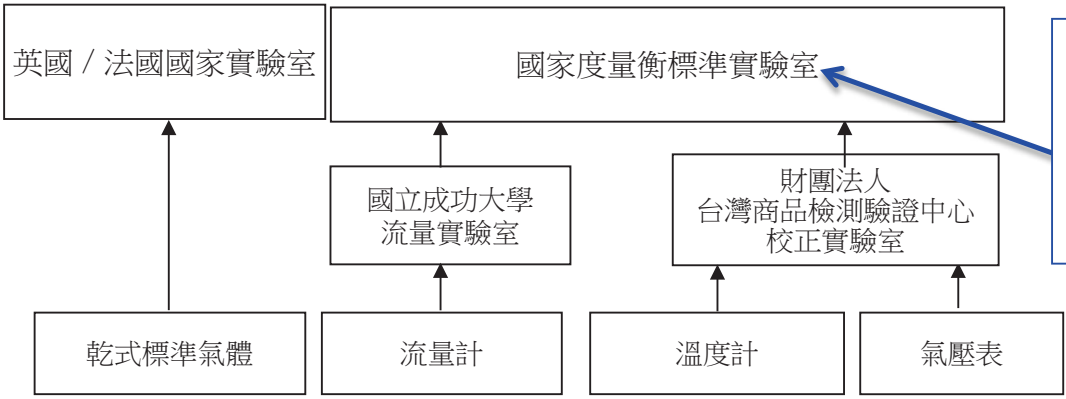 英國 / 法國國家實驗室
國家度量衡標準實驗室
國立成功大學
流量實驗室
財團法人
台灣商品檢測驗證中心
校正實驗室
乾式標準氣體
流量計
溫度計
氣壓表